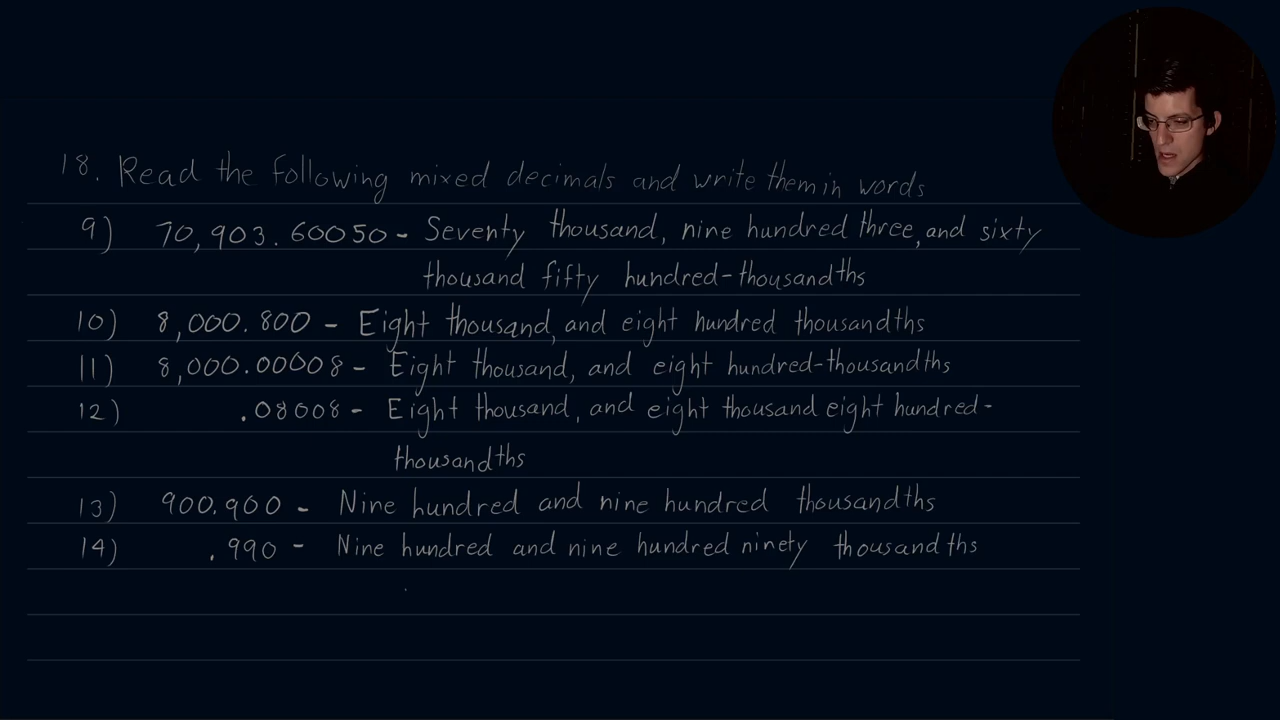 18. Read the following mixed decimals and write them in words
9) 70,903.60050 - Seventy thousand, nine hundred three, and sixty
thousand fifty hundred-thousandths
10) 8,000.800 - Eight thousand, and eight hundred thousandths
11) 8,000.00008 - Eight thousand, and eight hundred-thousandths
12) .08008 - Eight thousand, and eight thousand eight hundred-
thousandths
13) 900.900 - Nine hundred and nine hundred thousandths
14) .990 - Nine hundred and nine hundred ninety thousandths